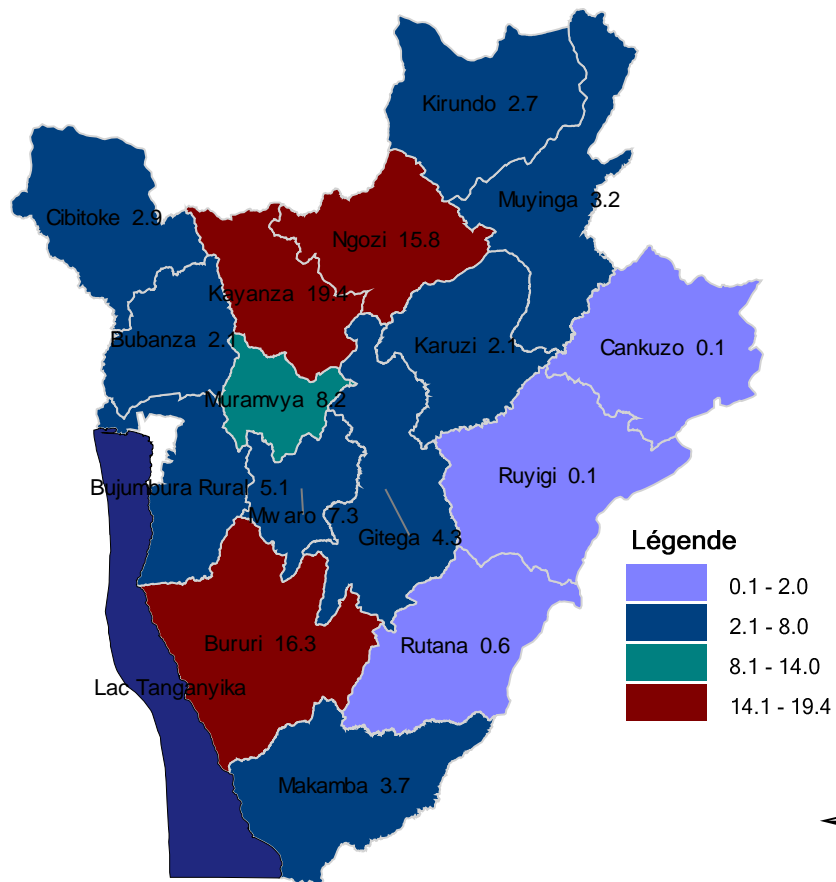 Kirundo 2.7
Muyinga 3.2
Cibitoke 2.9
Ngozi 15.8
Kayanza 19.4
Bubanza 2.1
Karuzi 2.1
Cankuzo 0.1
Muramvya 8.2
Ruyigi 0.1
Bujumbura Rural 5.1
Mwaro 7.3
Gitega 4.3
Légende
0.1 - 2.0
2.1 - 8.0
8.1 - 14.0
14.1 - 19.4
Bururi 16.3
Rutana 0.6
Lac Tanganyika
Makamba 3.7